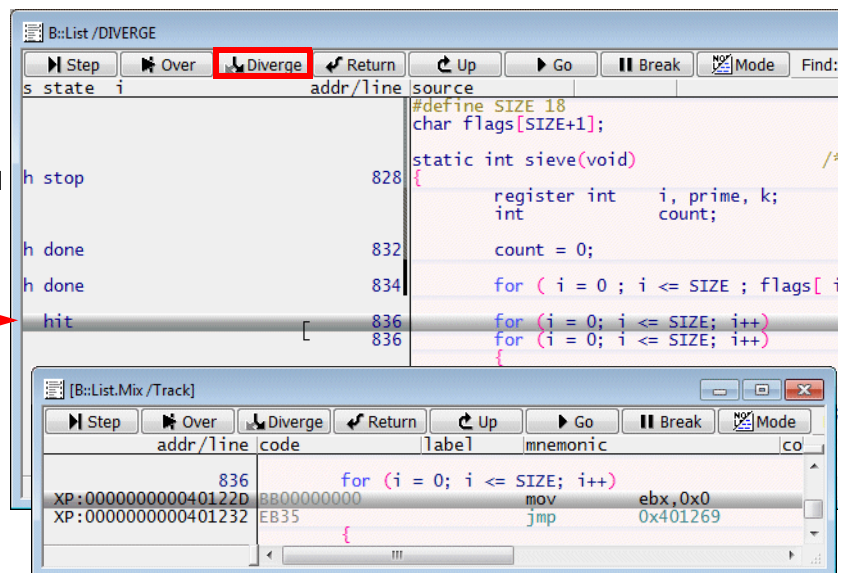 B::List /DIVERGE
Step Over Diverge Return Up Go Break Mode Find:
s state i addr/line source
#define SIZE 18
char flags[SIZE+1];
static int sieve(void) /*
h stop 828 {
register int i, prime, k;
int count;
h done 832 count = 0;
h done 834 for ( i = 0 ; i <= SIZE ; flags[ i
hit 836 for (i = 0; i <= SIZE; i++)
836 for (i = 0; i <= SIZE; i++)
{
[B::List.Mix /Track]
Step Over Diverge Return Up Go Break Mode
addr/line code label mnemonic co
836 for (i = 0; i <= SIZE; i++)
XP:000000000040122D BB00000000 mov ebx,0x0
XP:0000000000401232 EB35 jmp 0x401269
{